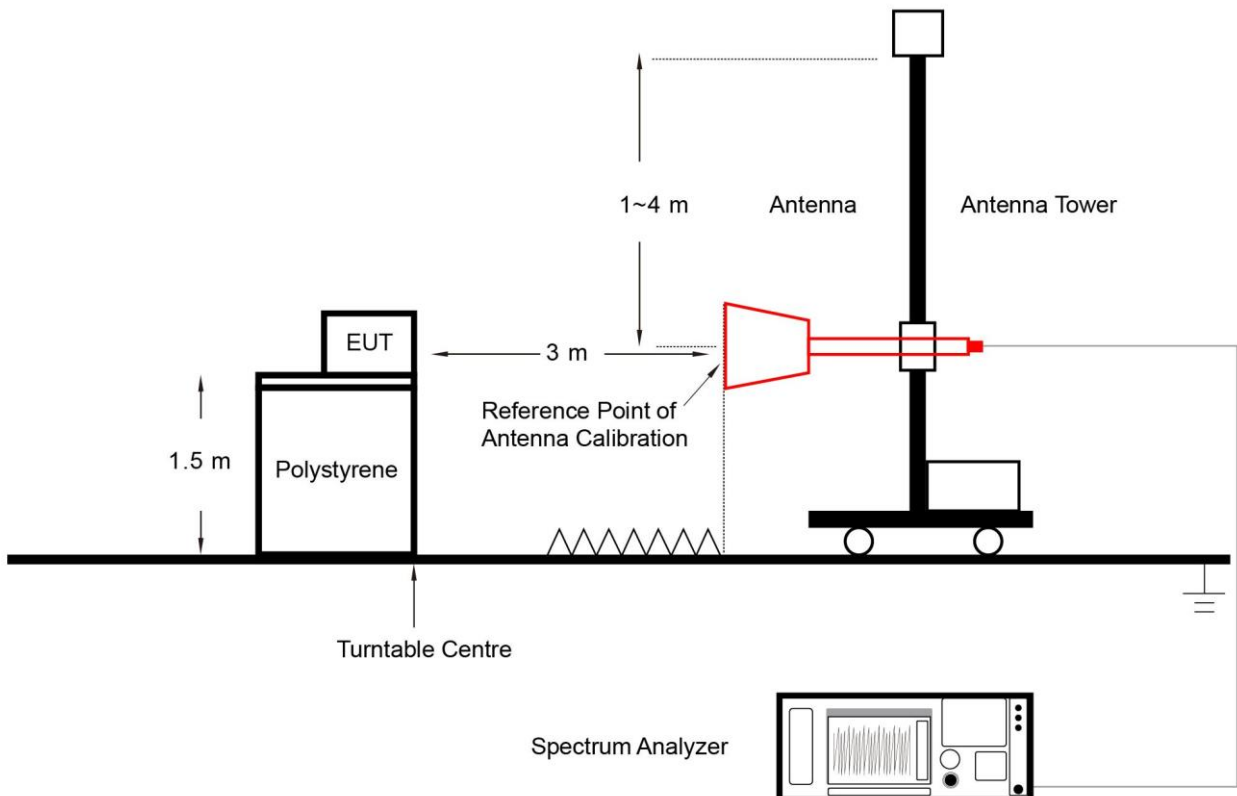 1~4 m
Antenna
Antenna Tower
EUT
3 m
Reference Point of
Antenna Calibration
1.5 m
Polystyrene
Turntable Centre
Spectrum Analyzer